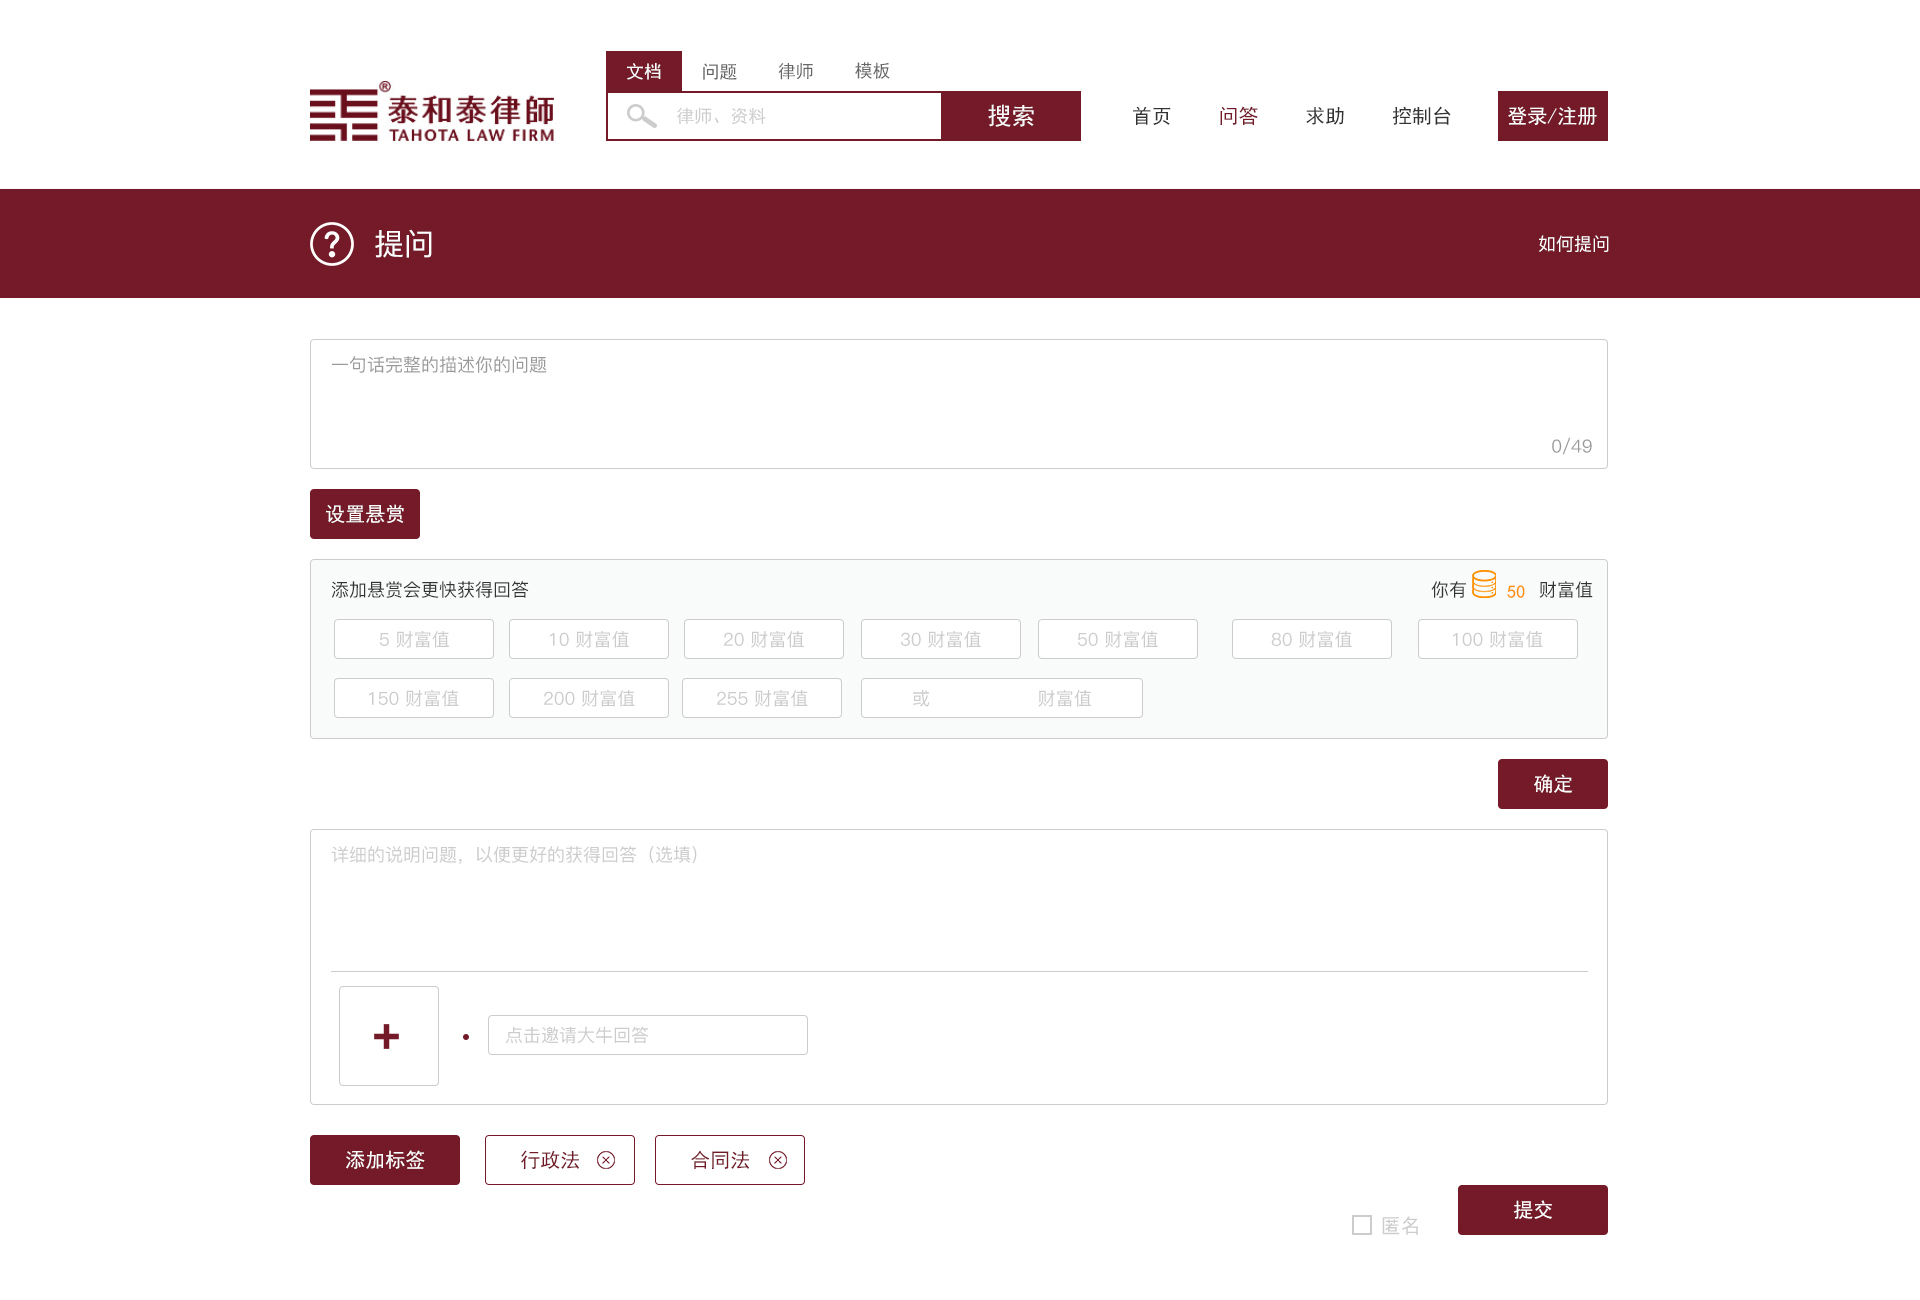 文档 问题 律师 模板
泰和泰律師®
TAHOTA LAW FIRM
律师、资料 搜索 首页 问答 求助 控制台 登录/注册
? 提问 如何提问
一句话完整的描述你的问题
0/49
设置悬赏
添加悬赏会更快获得回答 你有 50 财富值
5 财富值 10 财富值 20 财富值 30 财富值 50 财富值 80 财富值 100 财富值
150 财富值 200 财富值 255 财富值 或 财富值
确定
详细的说明问题，以便更好的获得回答（选填）
点击邀请大牛回答
添加标签 行政法 合同法
匿名 提交